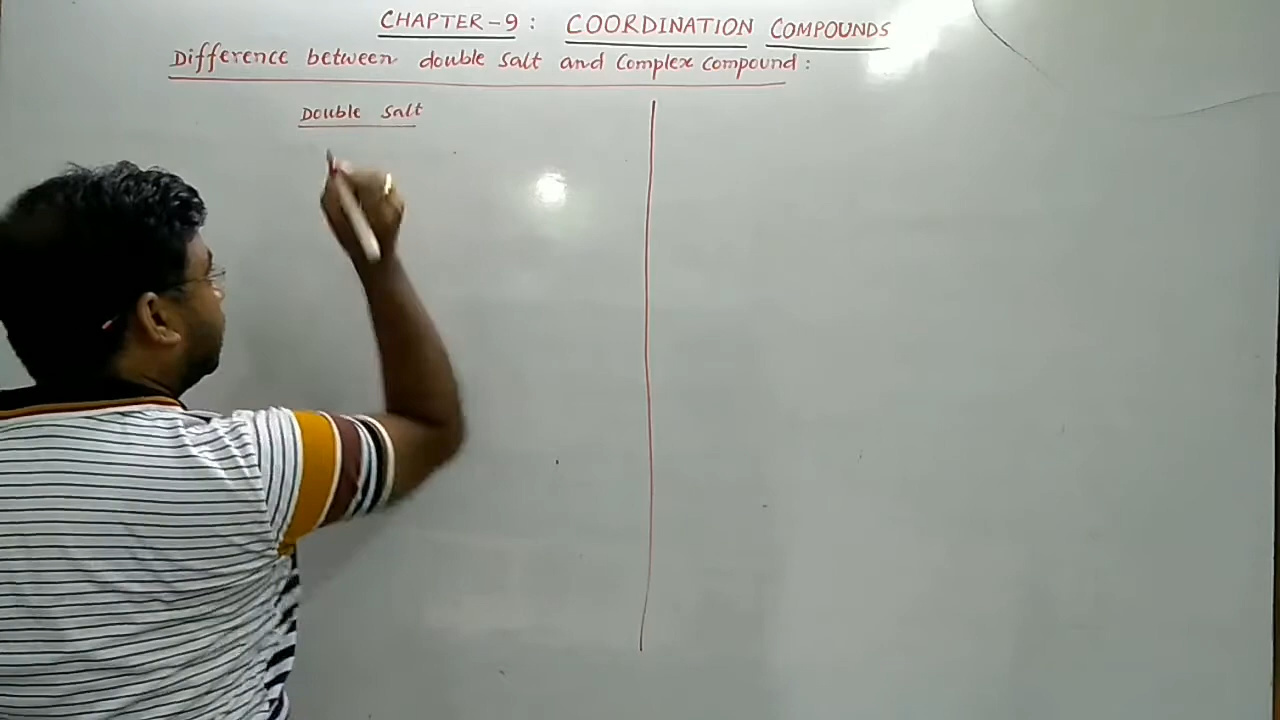 CHAPTER-9: COORDINATION COMPOUNDS
Difference between double salt and Complex Compound:
Double Salt